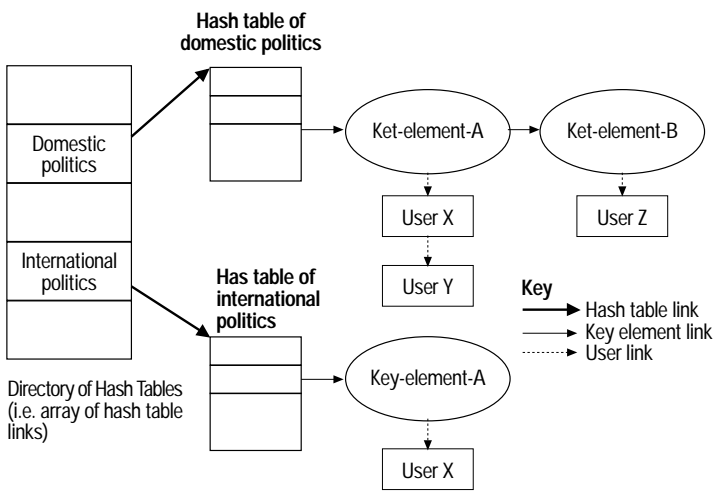 Hash table of
domestic politics
Domestic
politics
Ket-element-A
Ket-element-B
User X
User Z
User Y
International
politics
Has table of
international
politics
Key
Hash table link
Key element link
User link
Key-element-A
User X
Directory of Hash Tables
(i.e. array of hash table
links)